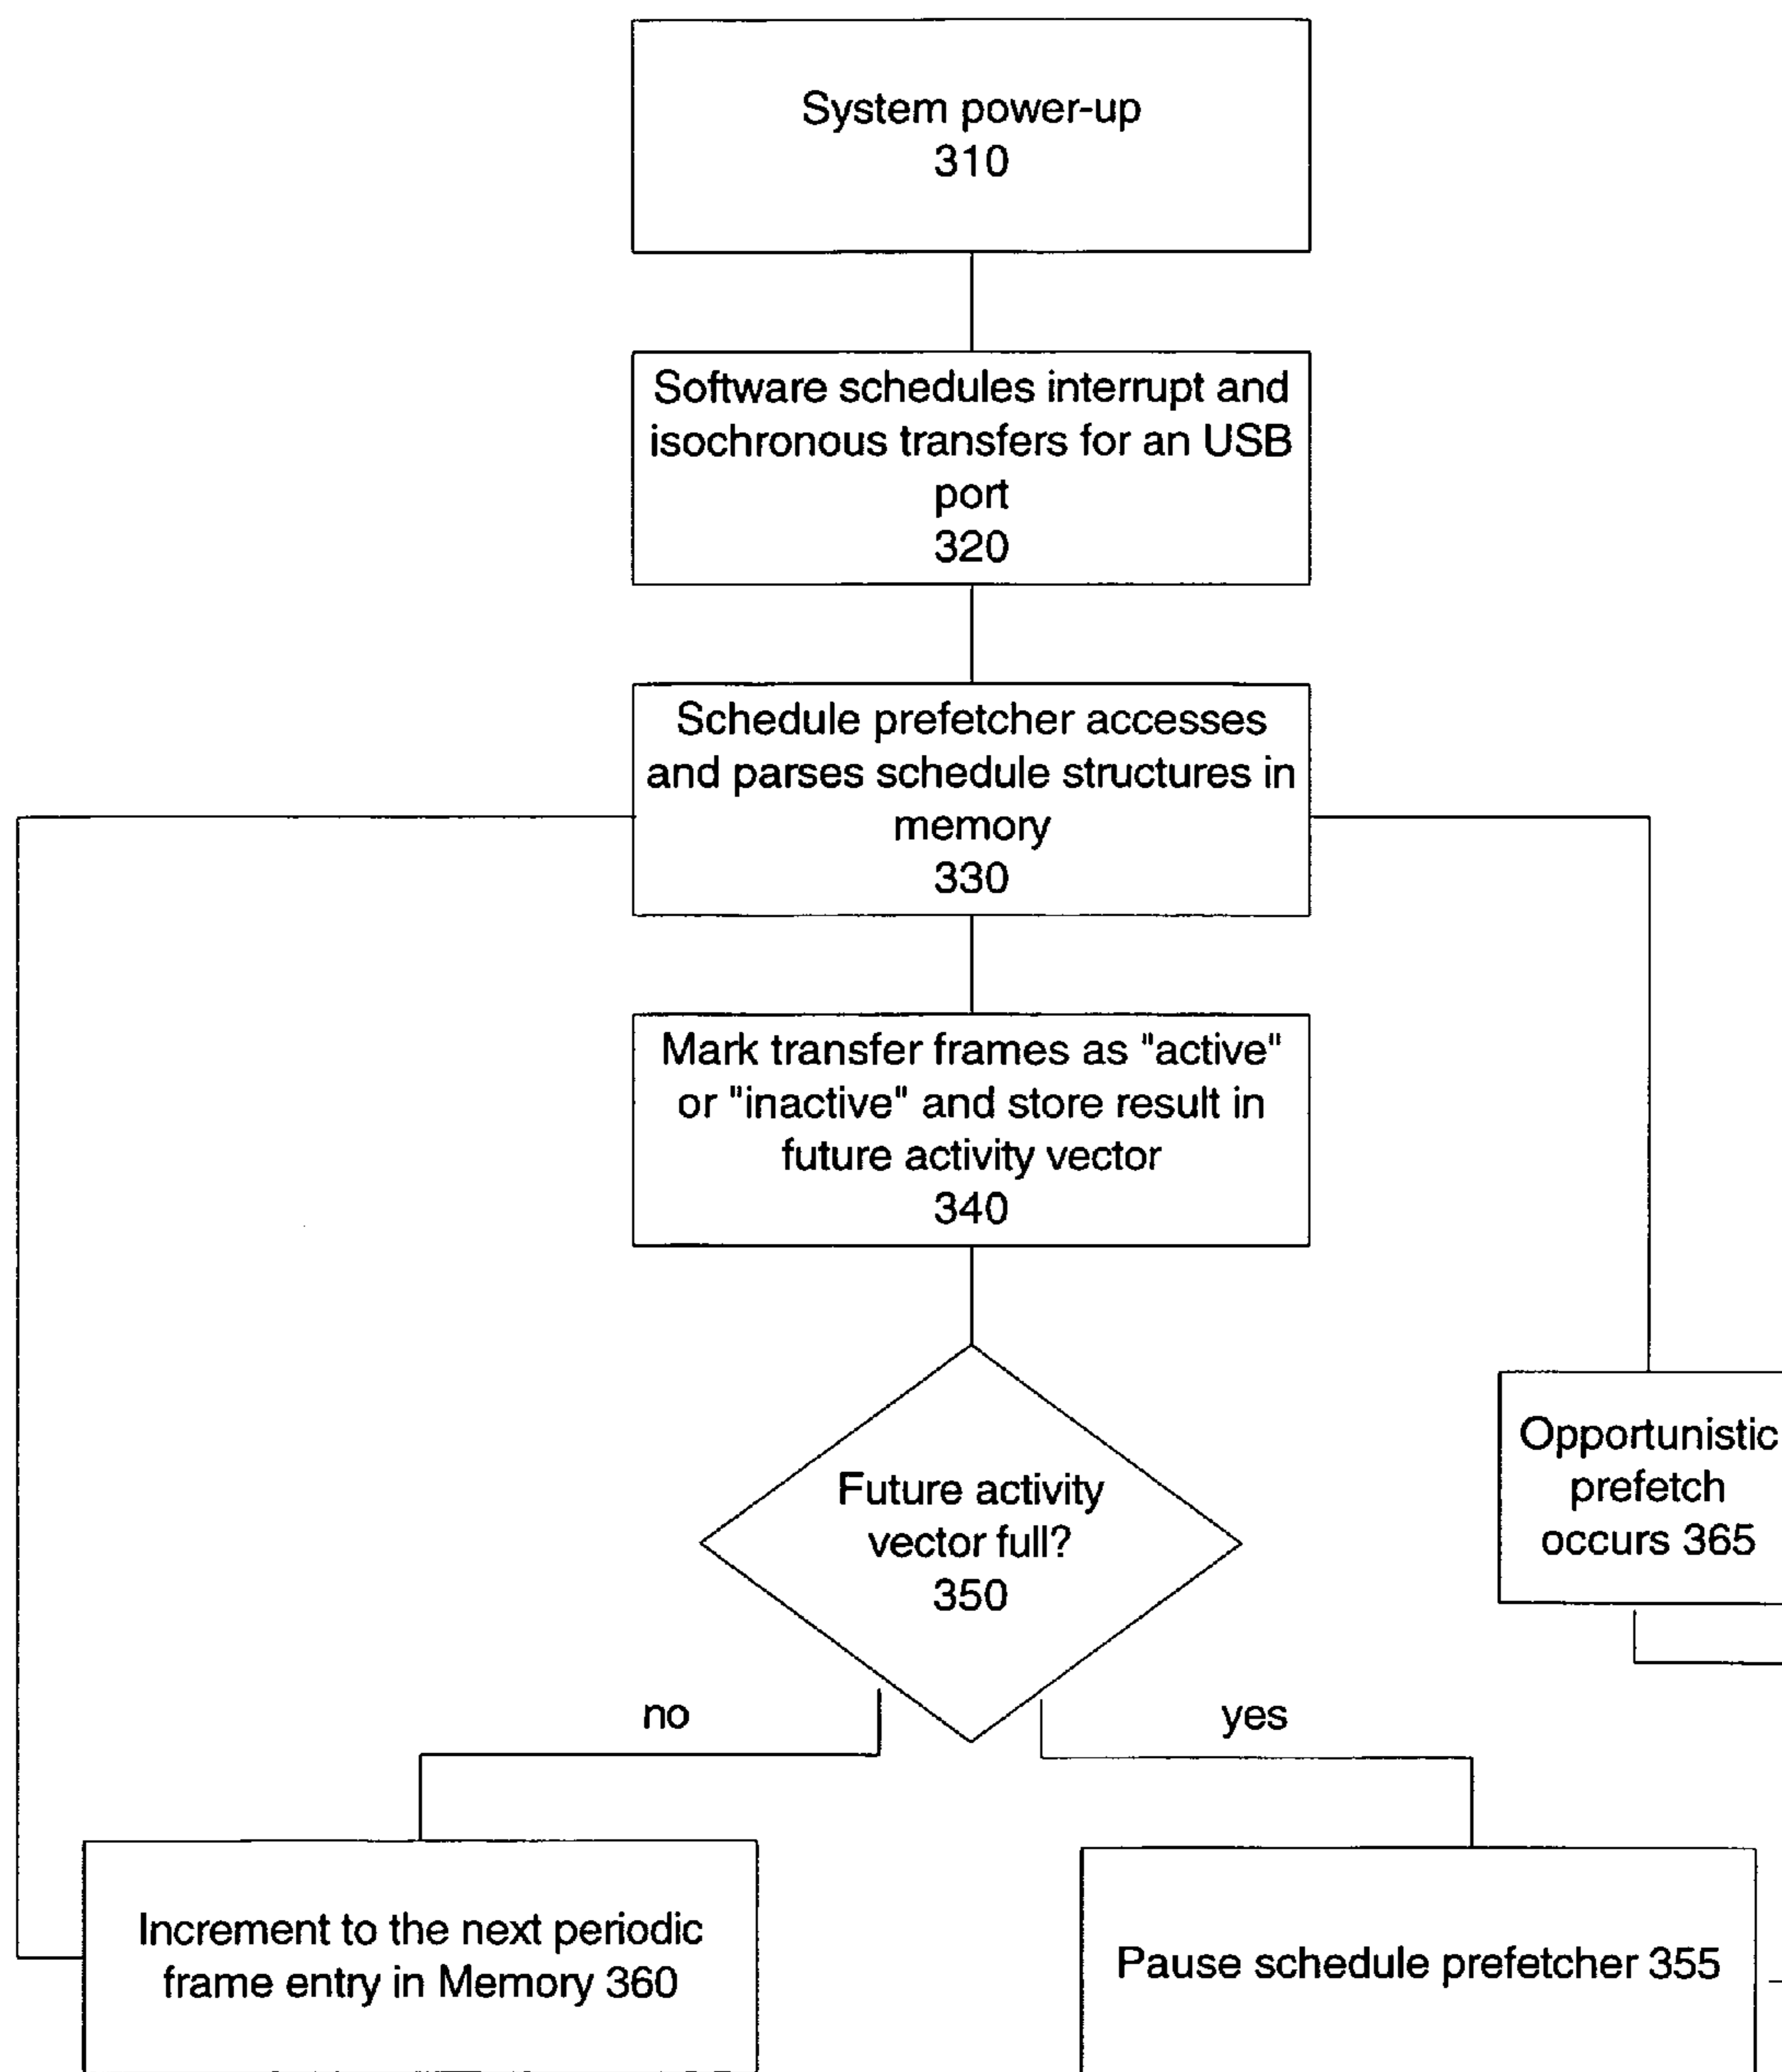 System power-up
310
Software schedules interrupt and
isochronous transfers for an USB
port
320
Schedule prefetcher accesses
and parses schedule structures in
memory
330
Mark transfer frames as "active"
or "inactive" and store result in
future activity vector
340
Future activity
vector full?
350
Opportunistic
prefetch
occurs 365
no
yes
Increment to the next periodic
frame entry in Memory 360
Pause schedule prefetcher 355